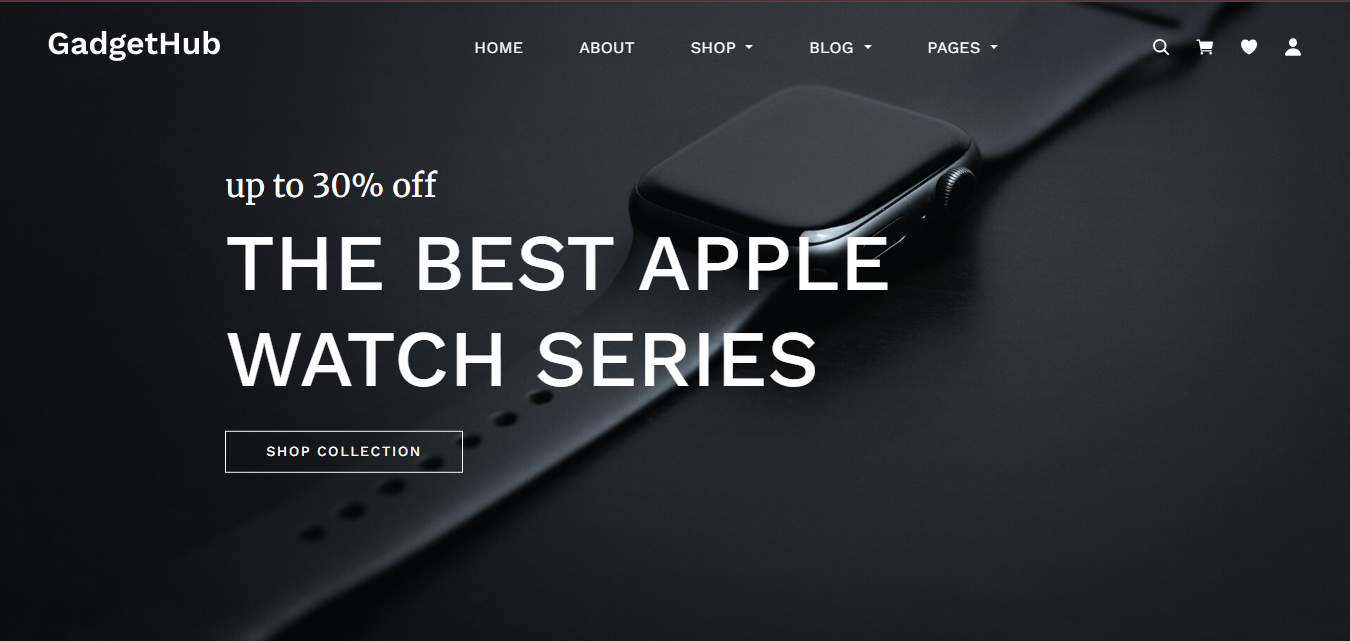 GadgetHub
HOME ABOUT SHOP BLOG PAGES
up to 30% off
THE BEST APPLE
WATCH SERIES
SHOP COLLECTION